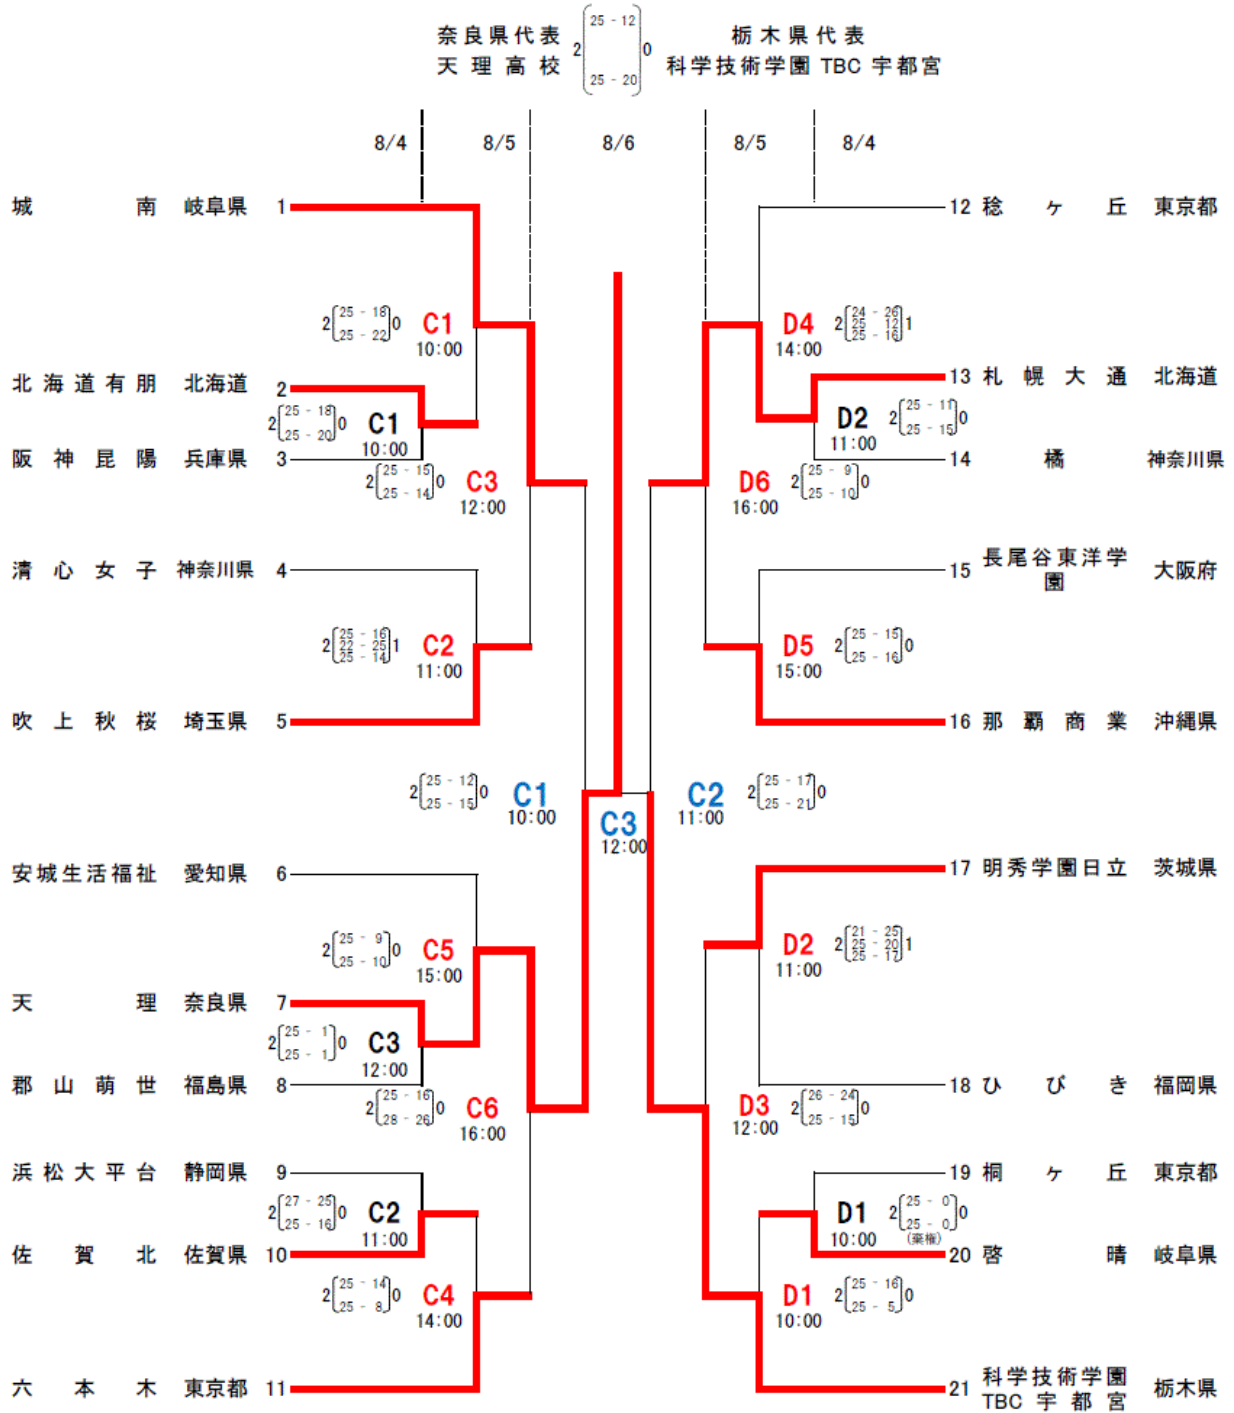 奈良県代表 2 25 - 12 0 栃木県代表
天理高校 25 - 20 科学技術学園 TBC 宇都宮
8/4 8/5 8/6 8/5 8/4
城南 岐阜県 1
2 25 - 18 0 C1
25 - 22 10:00
北海道有朋 北海道 2
2 25 - 18 0 C1
25 - 20 10:00
阪神昆陽 兵庫県 3
2 25 - 15 0 C3
25 - 14 12:00
清心女子 神奈川県 4
25 - 16
2 22 - 25 1 C2
25 - 14 11:00
吹上秋桜 埼玉県 5
2 25 - 12 0 C1
25 - 15 10:00
安城生活福祉 愛知県 6
2 25 - 9 0 C5
25 - 10 15:00
天理 奈良県 7
2 25 - 1 0 C3
25 - 1 12:00
郡山萌世 福島県 8
2 25 - 16 0 C6
28 - 26 16:00
浜松大平台 静岡県 9
2 27 - 25 0 C2
25 - 16 11:00
佐賀北 佐賀県 10
2 25 - 14 0 C4
25 - 8 14:00
六本木 東京都 11
C3
12:00
12 稔ヶ丘 東京都
24 - 26
D4 2 25 12 1
14:00 25 - 16
13 札幌大通 北海道
D2 2 25 - 11 0
11:00 25 - 15
14 橘 神奈川県
D6 2 25 - 9 0
16:00 25 - 10
15 長尾谷東洋学園 大阪府
D5 2 25 - 15 0
15:00 25 - 16
16 那覇商業 沖縄県
C2 2 25 - 17 0
11:00 25 - 21
17 明秀学園日立 茨城県
21 - 25
D2 2 25 - 20 1
11:00 25 - 17
18 ひびき 福岡県
D3 2 26 - 24 0
12:00 25 - 15
19 桐ヶ丘 東京都
D1 2 25 - 0 0
10:00 25 - 0
(棄権)
20 啓晴 岐阜県
D1 2 25 - 16 0
10:00 25 - 5
21 科学技術学園 栃木県
TBC 宇都宮